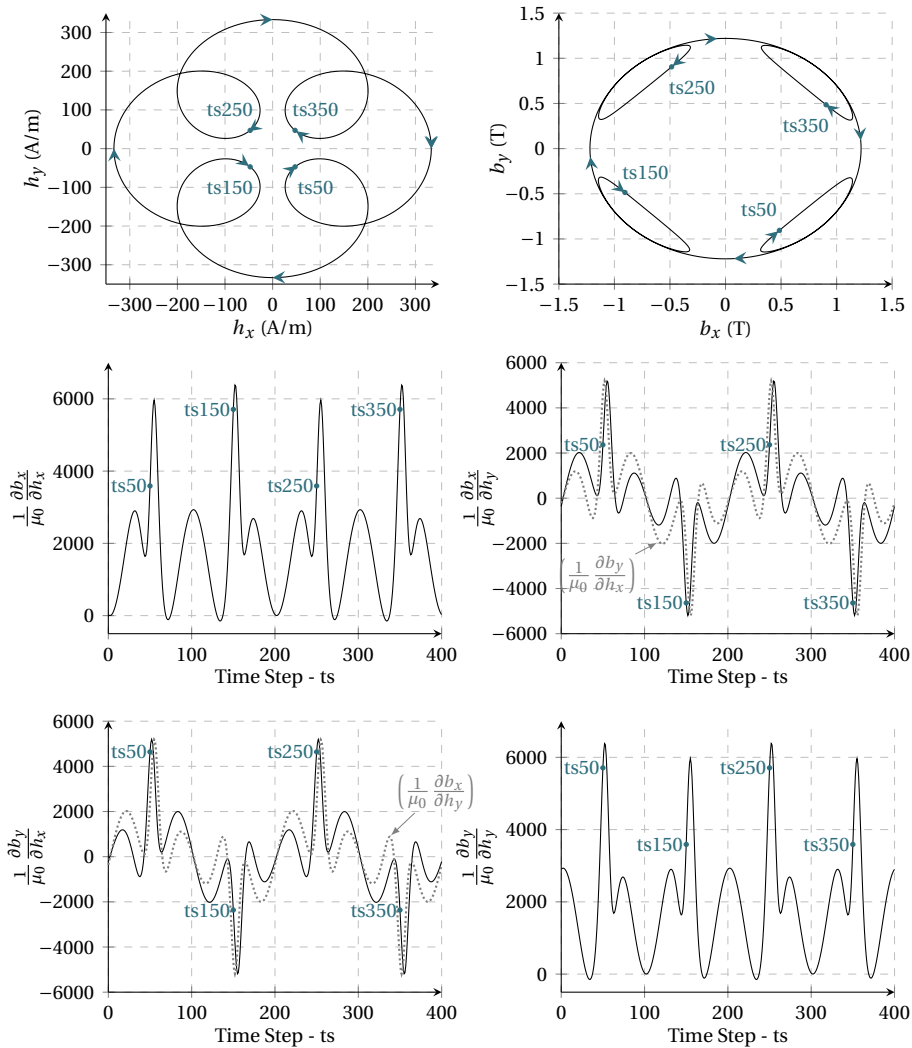 300
200
100
0
−100
−200
−300
h_y (A/m)
ts250
ts350
ts150
ts50
−300 −200 −100 0 100 200 300
h_x (A/m)
1.5
1
0.5
0
−0.5
−1
−1.5
b_y (T)
ts250
ts350
ts150
ts50
−1.5 −1 −0.5 0 0.5 1 1.5
b_x (T)
6000
4000
2000
0
1/μ₀ ∂b_x/∂h_x
ts150
ts350
ts50
ts250
0 100 200 300 400
Time Step - ts
6000
4000
2000
0
−2000
−4000
−6000
1/μ₀ ∂b_x/∂h_y
ts50
ts250
(1/μ₀ ∂b_y/∂h_x)
ts150
ts350
0 100 200 300 400
Time Step - ts
6000
4000
2000
0
−2000
−4000
−6000
1/μ₀ ∂b_y/∂h_x
ts50
ts250
(1/μ₀ ∂b_x/∂h_y)
ts150
ts350
0 100 200 300 400
Time Step - ts
6000
4000
2000
0
1/μ₀ ∂b_y/∂h_y
ts50
ts250
ts150
ts350
0 100 200 300 400
Time Step - ts